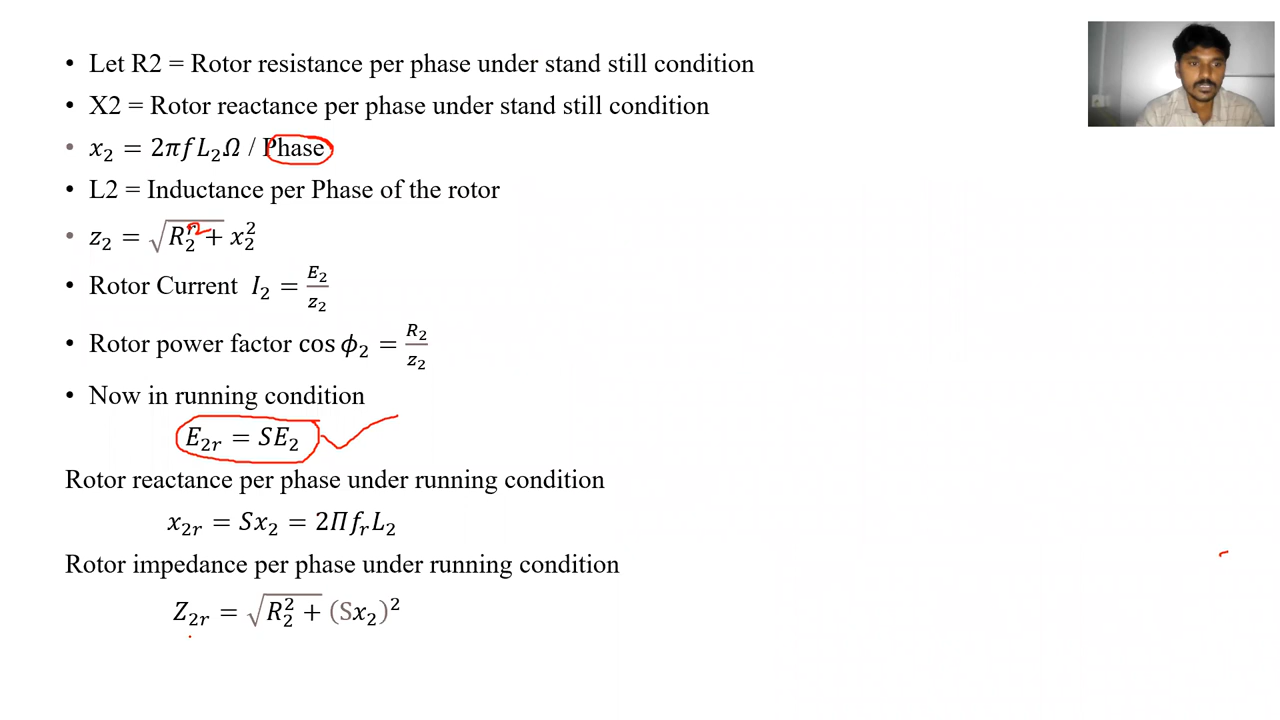 • Let R2 = Rotor resistance per phase under stand still condition
• X2 = Rotor reactance per phase under stand still condition
• x₂ = 2πfL₂Ω / Phase
• L2 = Inductance per Phase of the rotor
• z₂ = √R₂² + x₂²
• Rotor Current I₂ = E₂/z₂
• Rotor power factor cos ϕ₂ = R₂/z₂
• Now in running condition
E₂ᵣ = SE₂
Rotor reactance per phase under running condition
x₂ᵣ = Sx₂ = 2Πfᵣ L₂
Rotor impedance per phase under running condition
Z₂ᵣ = √R₂² + (Sx₂)²